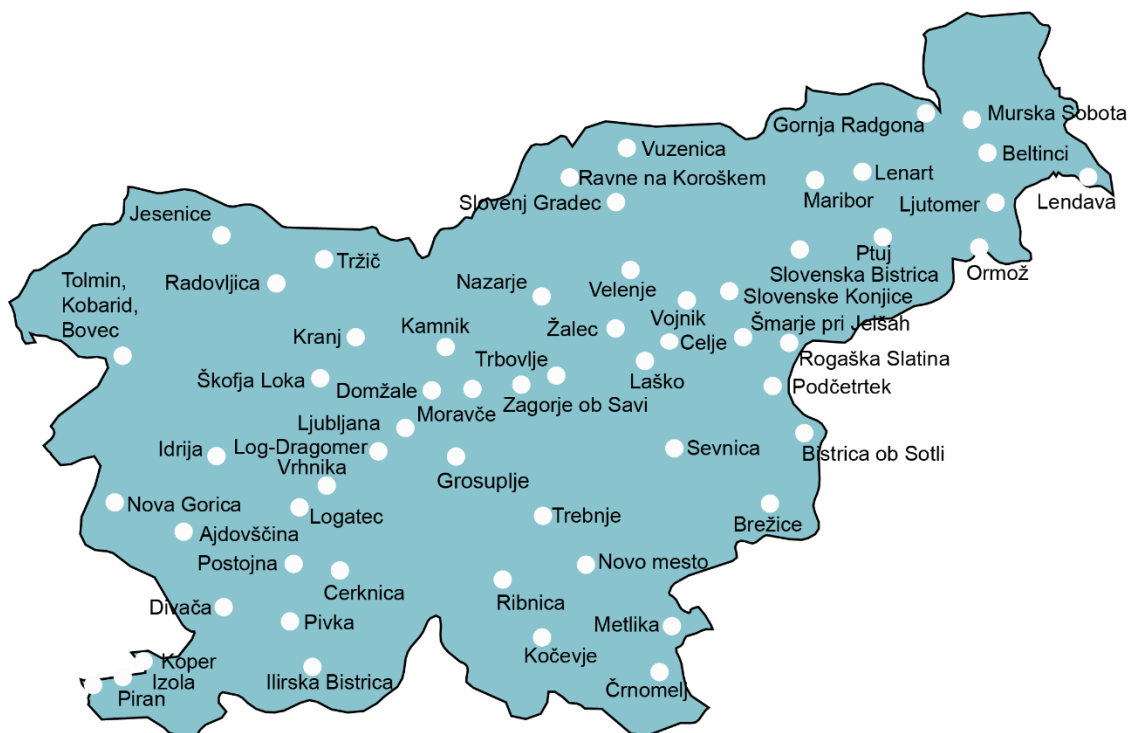 Murska Sobota
Gornja Radgona
Vuzenica
Beltinci
Ravne na Koroškem
Lenart
Maribor
Slovenj Gradec
Ljutomer
Lendava
Jesenice
Ptuj
Ormož
Tržič
Slovenska Bistrica
Tolmin,
Kobarid,
Bovec
Radovljica
Nazarje
Velenje
Slovenske Konjice
Vojnik
Kamnik
Žalec
Šmarje pri Jelšah
Kranj
Celje
Trbovlje
Rogaška Slatina
Laško
Škofja Loka
Domžale
Podčetrtek
Moravče
Zagorje ob Savi
Ljubljana
Idrija
Log-Dragomer
Sevnica
Bistrica ob Sotli
Vrhnika
Grosuplje
Nova Gorica
Logatec
Trebnje
Brežice
Ajdovščina
Postojna
Novo mesto
Cerknica
Ribnica
Divača
Pivka
Metlika
Kočevje
Koper
Izola
Ilirska Bistrica
Črnomelj
Piran